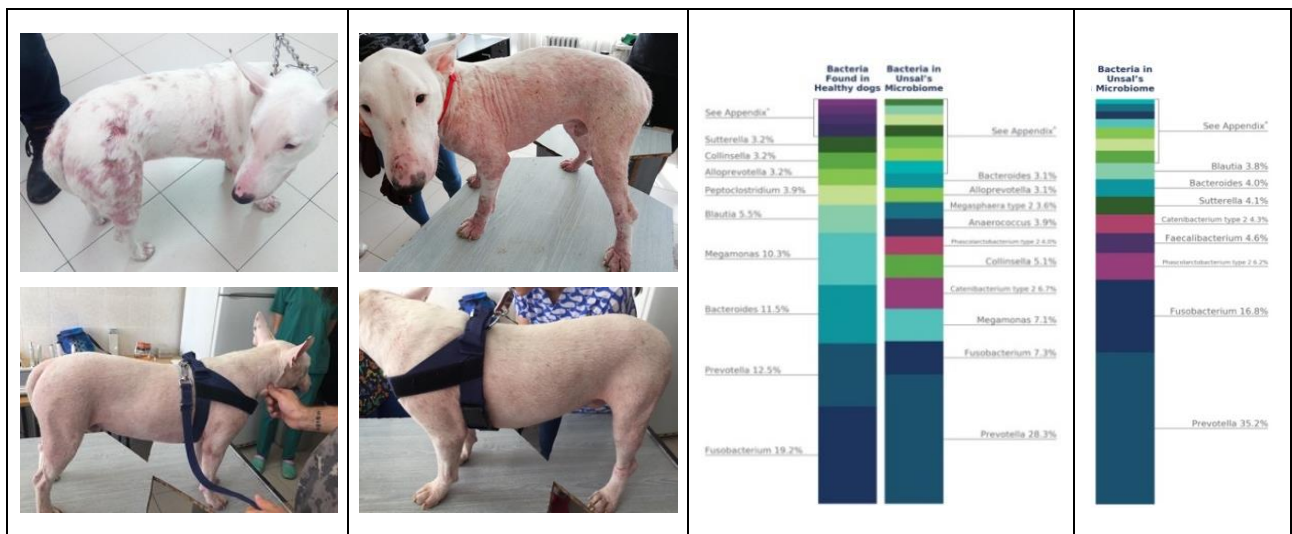 Bacteria
Found in
Healthy dogs
Bacteria in
Unsal's
Microbiome
See Appendix*
Sutterella 3.2%
Collinsella 3.2%
Alloprevotella 3.2%
Peptoclostridium 3.9%
Blautia 5.5%
Megamonas 10.3%
Bacteroides 11.5%
Prevotella 12.5%
Fusobacterium 19.2%
See Appendix*
Bacteroides 3.1%
Alloprevotella 3.1%
Megasphaera type 2 3.6%
Anaerococcus 3.9%
Phascolarctobacterium type 2 4.0%
Collinsella 5.1%
Catenibacterium type 2 6.7%
Megamonas 7.1%
Fusobacterium 7.3%
Prevotella 28.3%
Bacteria in
Unsal's
Microbiome
See Appendix*
Blautia 3.8%
Bacteroides 4.0%
Sutterella 4.1%
Catenibacterium type 2 4.3%
Faecalibacterium 4.6%
Phascolarctobacterium type 2 6.2%
Fusobacterium 16.8%
Prevotella 35.2%